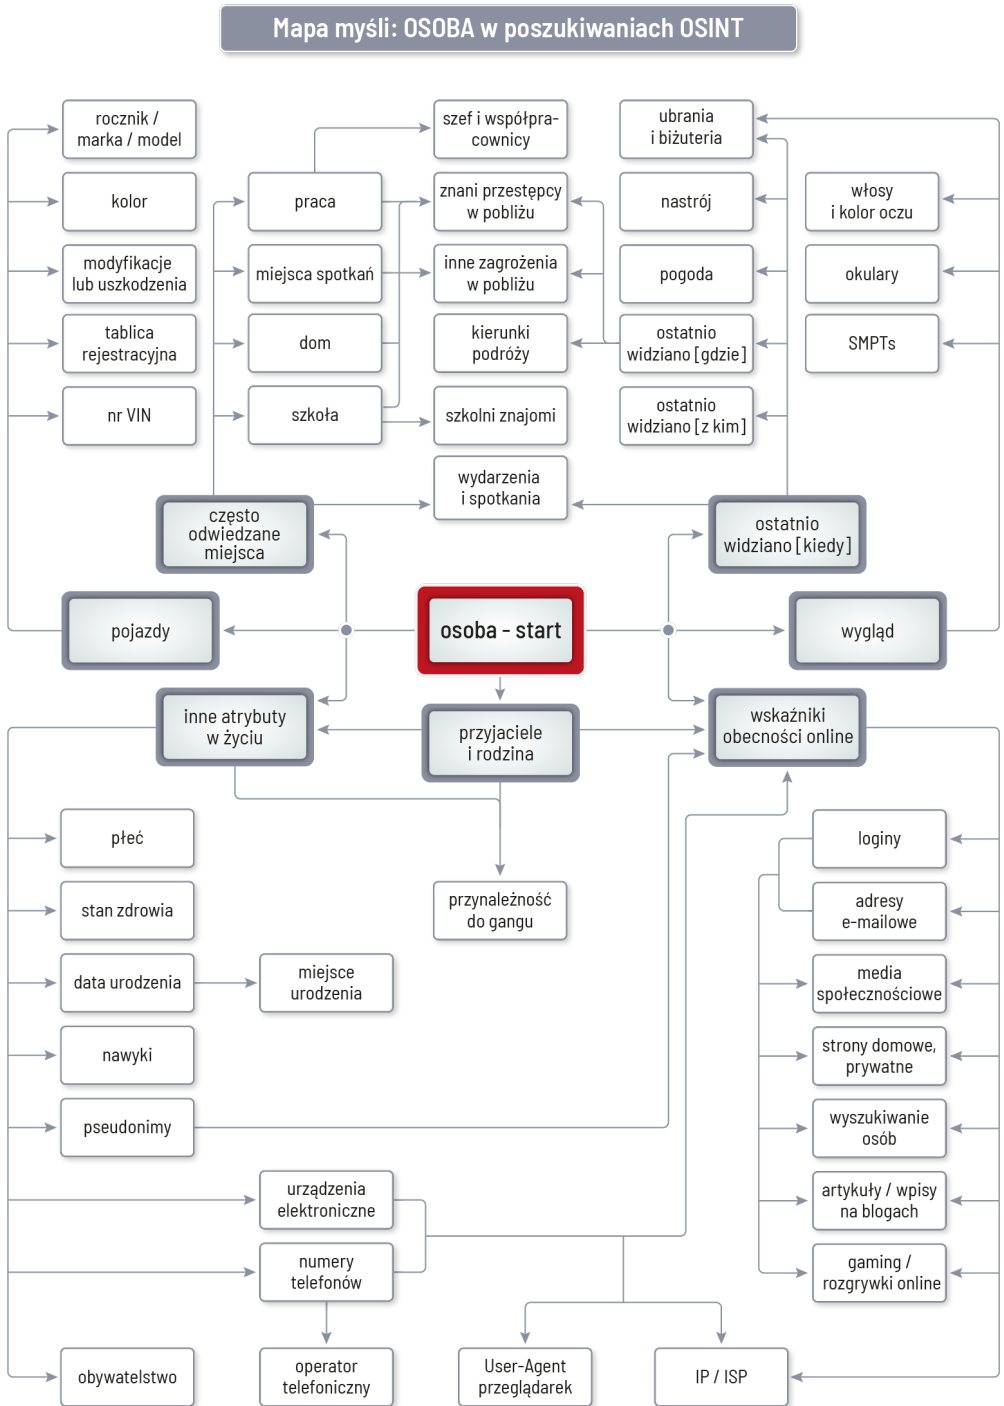 Mapa myśli: OSOBA w poszukiwaniach OSINT
rocznik /
marka / model
kolor
modyfikacje
lub uszkodzenia
tablica
rejestracyjna
nr VIN
praca
miejsca spotkań
dom
szkoła
szef i współpra-
cownicy
znani przestępcy
w pobliżu
inne zagrożenia
w pobliżu
kierunki
podróży
szkolni znajomi
wydarzenia
i spotkania
ubrania
i biżuteria
nastrój
pogoda
ostatnio
widziano [gdzie]
ostatnio
widziano [z kim]
włosy
i kolor oczu
okulary
SMPTs
często
odwiedzane
miejsca
ostatnio
widziano [kiedy]
pojazdy
osoba - start
wygląd
inne atrybuty
w życiu
przyjaciele
i rodzina
wskaźniki
obecności online
płeć
stan zdrowia
data urodzenia
miejsce
urodzenia
nawyki
pseudonimy
przynależność
do gangu
urządzenia
elektroniczne
numery
telefonów
loginy
adresy
e-mailowe
media
społecznościowe
strony domowe,
prywatne
wyszukiwanie
osób
artykuły / wpisy
na blogach
gaming /
rozgrywki online
obywatelstwo
operator
telefoniczny
User-Agent
przeglądarek
IP / ISP